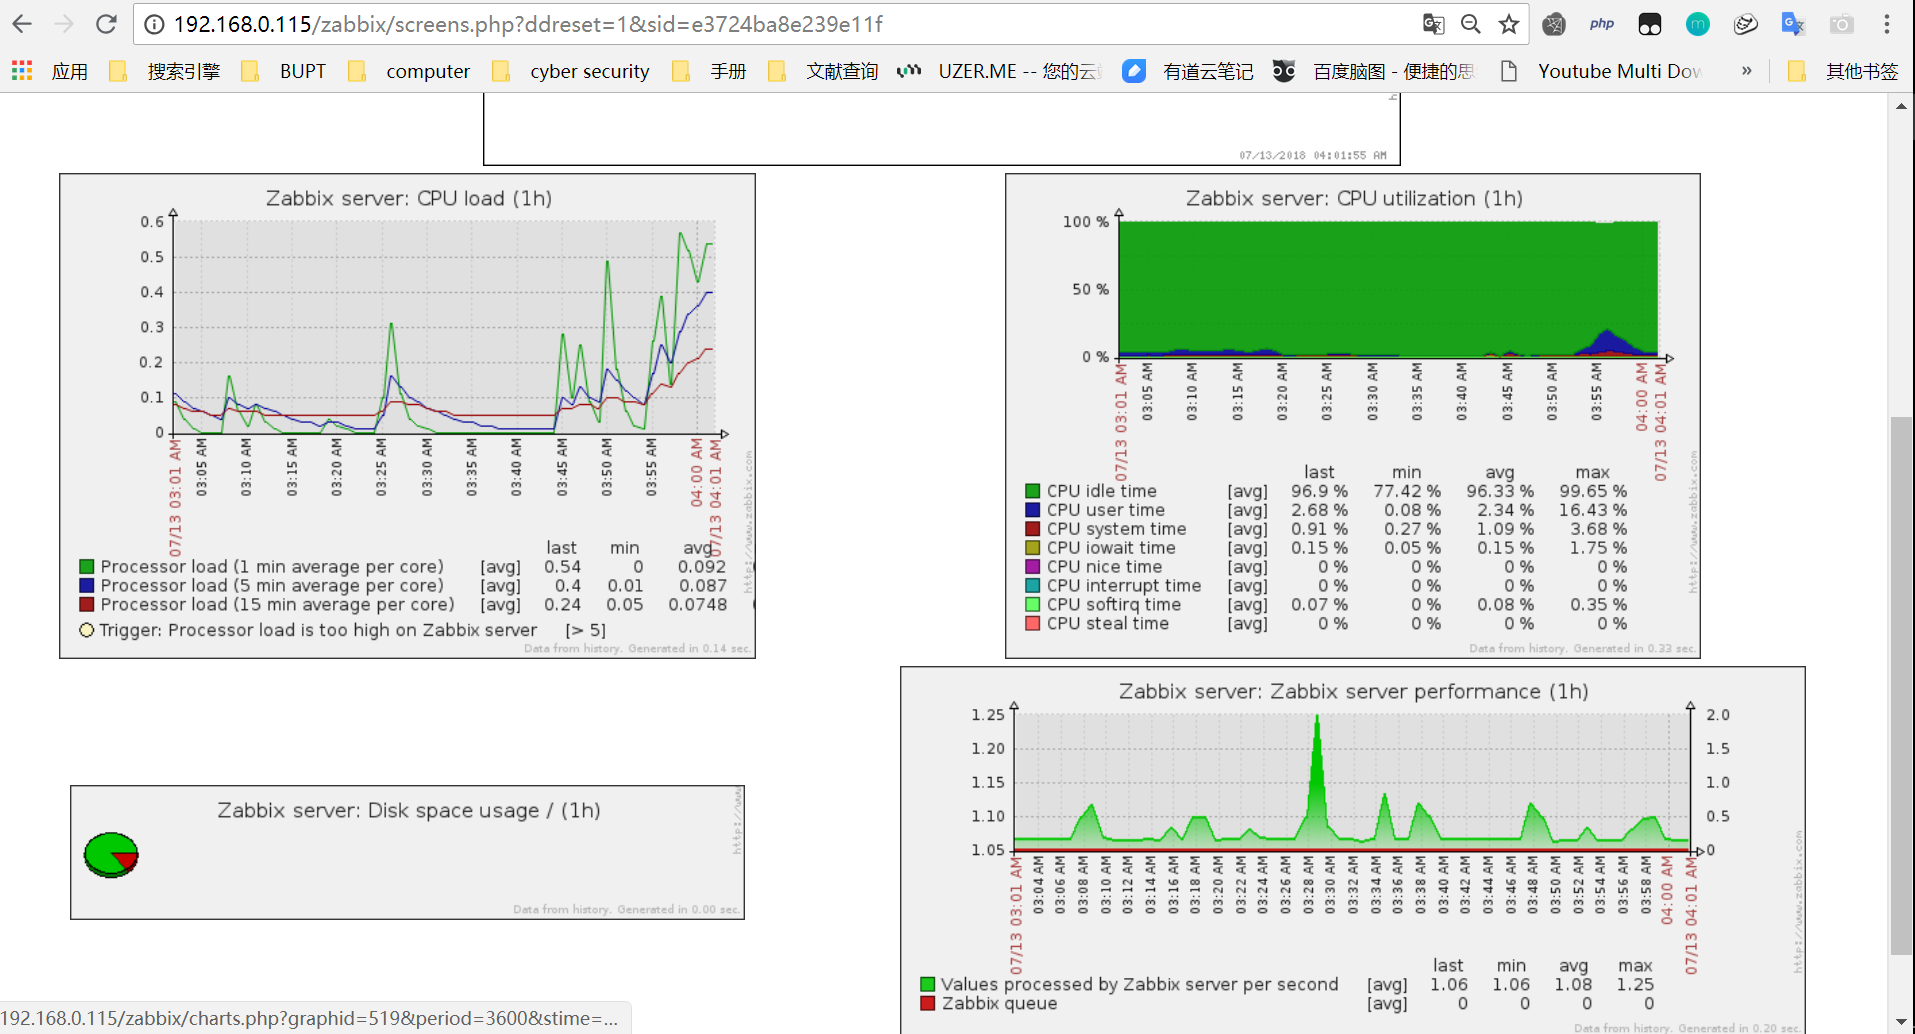 192.168.0.115/zabbix/screens.php?ddreset=1&sid=e3724ba8e239e11f
php
m
应用 搜索引擎 BUPT computer cyber security 手册 文献查询 UZER.ME -- 您的云 有道云笔记 百度脑图 - 便捷的思 Youtube Multi Dow » 其他书签
07/13/2018 04:01:55 AM
Zabbix server: CPU load (1h)
0.6
0.5
0.4
0.3
0.2
0.1
0
07/13 03:01 AM 03:05 AM 03:10 AM 03:15 AM 03:20 AM 03:25 AM 03:30 AM 03:35 AM 03:40 AM 03:45 AM 03:50 AM 03:55 AM 04:00 AM 07/13 04:01 AM
last min avg
Processor load (1 min average per core) [avg] 0.54 0 0.092
Processor load (5 min average per core) [avg] 0.4 0.01 0.087
Processor load (15 min average per core) [avg] 0.24 0.05 0.0748
Trigger: Processor load is too high on Zabbix server [> 5]
http://www.zabbix.com
Data from history. Generated in 0.14 sec.
Zabbix server: CPU utilization (1h)
100 %
50 %
0 %
07/13 03:01 AM 03:05 AM 03:10 AM 03:15 AM 03:20 AM 03:25 AM 03:30 AM 03:35 AM 03:40 AM 03:45 AM 03:50 AM 03:55 AM 04:00 AM 07/13 04:01 AM
last min avg max
CPU idle time [avg] 96.9 % 77.42 % 96.33 % 99.65 %
CPU user time [avg] 2.68 % 0.08 % 2.34 % 16.43 %
CPU system time [avg] 0.91 % 0.27 % 1.09 % 3.68 %
CPU iowait time [avg] 0.15 % 0.05 % 0.15 % 1.75 %
CPU nice time [avg] 0 % 0 % 0 % 0 %
CPU interrupt time [avg] 0 % 0 % 0 % 0 %
CPU softirq time [avg] 0.07 % 0 % 0.08 % 0.35 %
CPU steal time [avg] 0 % 0 % 0 % 0 %
http://www.zabbix.com
Data from history. Generated in 0.33 sec.
Zabbix server: Disk space usage / (1h)
http://www
Data from history. Generated in 0.00 sec.
Zabbix server: Zabbix server performance (1h)
1.25 2.0
1.20 1.5
1.15 1.0
1.10 0.5
1.05 0
07/13 03:01 AM 03:04 AM 03:06 AM 03:08 AM 03:10 AM 03:12 AM 03:14 AM 03:16 AM 03:18 AM 03:20 AM 03:22 AM 03:24 AM 03:26 AM 03:28 AM 03:30 AM 03:32 AM 03:34 AM 03:36 AM 03:38 AM 03:40 AM 03:42 AM 03:44 AM 03:46 AM 03:48 AM 03:50 AM 03:52 AM 03:54 AM 03:56 AM 03:58 AM 04:00 AM 07/13 04:01 AM
last min avg max
Values processed by Zabbix server per second [avg] 1.06 1.06 1.08 1.25
Zabbix queue [avg] 0 0 0 0
http://www.zabbix.com
Data from history. Generated in 0.20 sec.
192.168.0.115/zabbix/charts.php?graphid=519&period=3600&stime=...